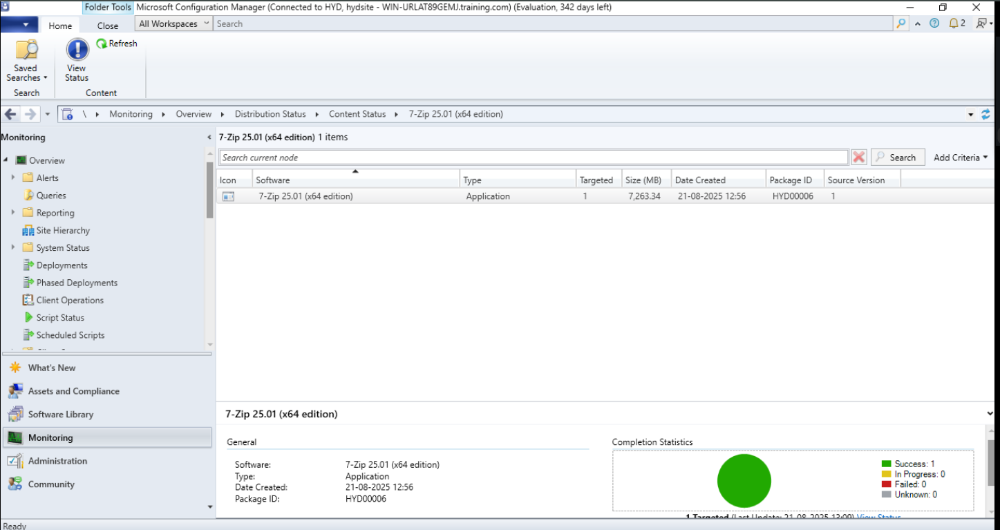 Folder Tools Microsoft Configuration Manager (Connected to HYD, hydsite - WIN-URLAT89GEMJ.training.com) (Evaluation, 342 days left)
Home Close All Workspaces Search 2
Refresh
Saved Searches
View Status
Search Content
\ Monitoring Overview Distribution Status Content Status 7-Zip 25.01 (x64 edition)
Monitoring
Overview
Alerts
Queries
Reporting
Site Hierarchy
System Status
Deployments
Phased Deployments
Client Operations
Script Status
Scheduled Scripts
What's New
Assets and Compliance
Software Library
Monitoring
Administration
Community
7-Zip 25.01 (x64 edition) 1 items
Search current node Search Add Criteria
Icon Software Type Targeted Size (MB) Date Created Package ID Source Version
7-Zip 25.01 (x64 edition) Application 1 7,263.34 21-08-2025 12:56 HYD00006 1
7-Zip 25.01 (x64 edition)
General
Software: 7-Zip 25.01 (x64 edition)
Type: Application
Date Created: 21-08-2025 12:56
Package ID: HYD00006
Completion Statistics
Success: 1
In Progress: 0
Failed: 0
Unknown: 0
1 Targeted (Last Update: 21-08-2025 13:09) View Status
Ready